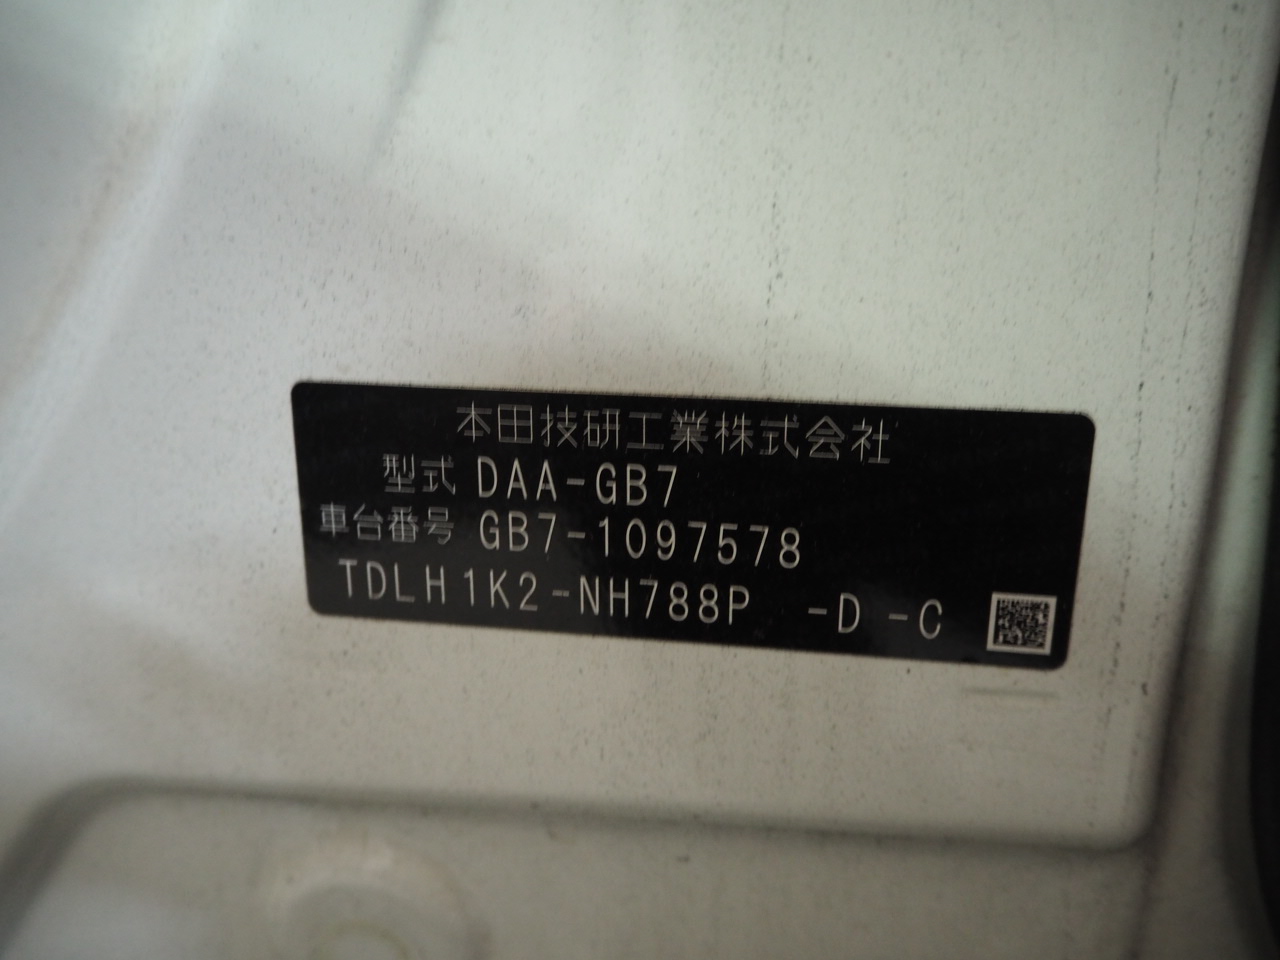 本田技研工業株式会社
型式 DAA-GB7
車台番号 GB7-1097578
TDLH1K2-NH788P -D -C